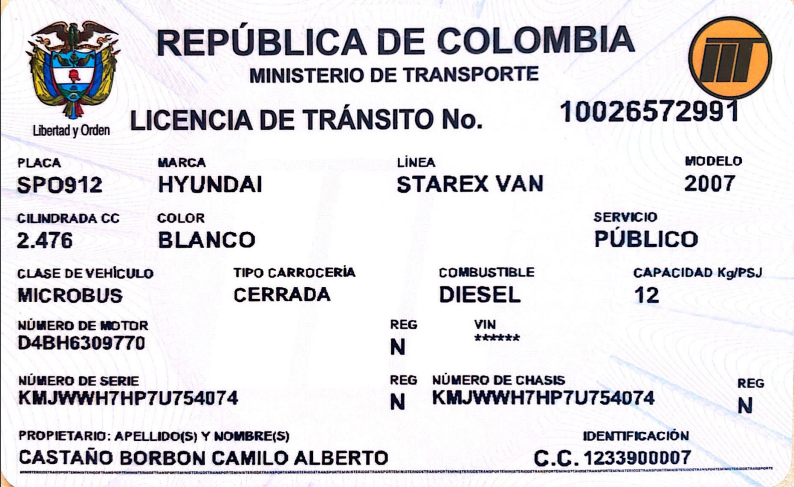 REPÚBLICA DE COLOMBIA
MINISTERIO DE TRANSPORTE
Libertad y Orden
LICENCIA DE TRÁNSITO No. 10026572991
PLACA MARCA LÍNEA MODELO
SPO912 HYUNDAI STAREX VAN 2007
CILINDRADA CC COLOR SERVICIO
2.476 BLANCO PÚBLICO
CLASE DE VEHÍCULO TIPO CARROCERÍA COMBUSTIBLE CAPACIDAD Kg/PSJ
MICROBUS CERRADA DIESEL 12
NÚMERO DE MOTOR REG VIN
D4BH6309770 N ******
NÚMERO DE SERIE REG NÚMERO DE CHASIS REG
KMJWWH7HP7U754074 N KMJWWH7HP7U754074 N
PROPIETARIO: APELLIDO(S) Y NOMBRE(S) IDENTIFICACIÓN
CASTAÑO BORBON CAMILO ALBERTO C.C. 1233900007